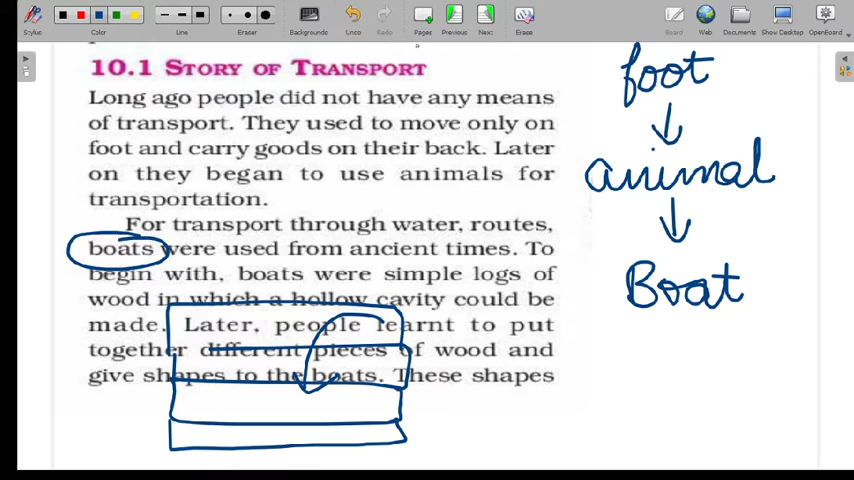 Stylus
Color
Line
Eraser
Backgrounds
Undo
Redo
Pages
Previous
Next
Erase
Board
Web
Documents
Show Desktop
OpenBoard
10.1 STORY OF TRANSPORT
Long ago people did not have any means
of transport. They used to move only on
foot and carry goods on their back. Later
on they began to use animals for
transportation.
For transport through water, routes,
boats were used from ancient times. To
begin with, boats were simple logs of
wood in which a hollow cavity could be
made. Later, people learnt to put
together different pieces of wood and
give shapes to the boats. These shapes
foot
animal
Boat